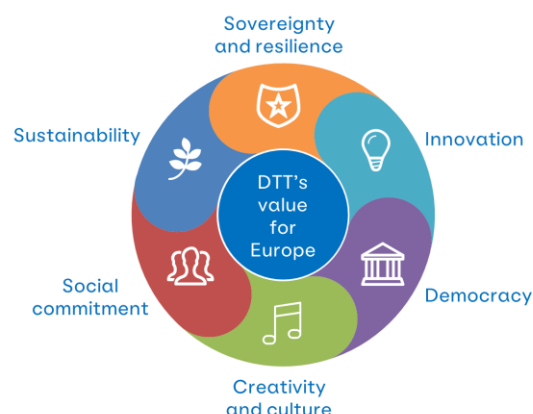 Sovereignty
and resilience
Sustainability
Innovation
DTT's
value
for
Europe
Social
commitment
Democracy
Creativity
and culture